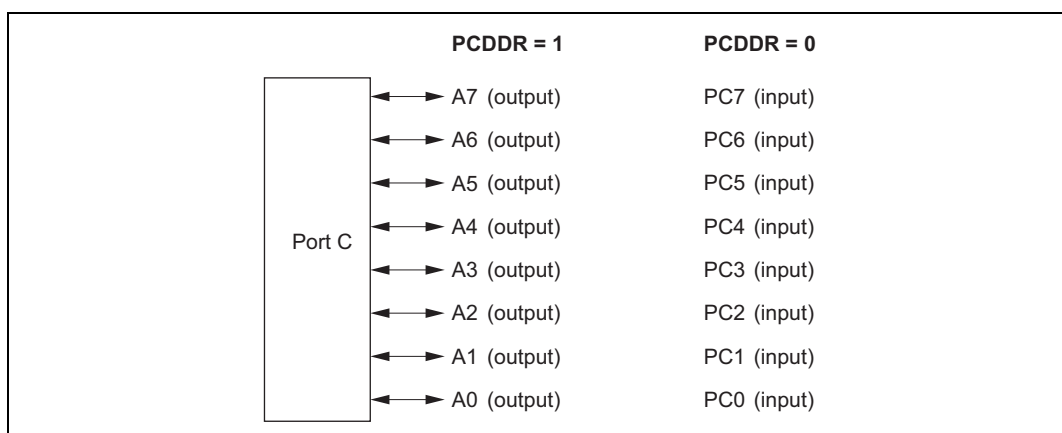 PCDDR = 1 PCDDR = 0
A7 (output) PC7 (input)
A6 (output) PC6 (input)
A5 (output) PC5 (input)
A4 (output) PC4 (input)
Port C
A3 (output) PC3 (input)
A2 (output) PC2 (input)
A1 (output) PC1 (input)
A0 (output) PC0 (input)